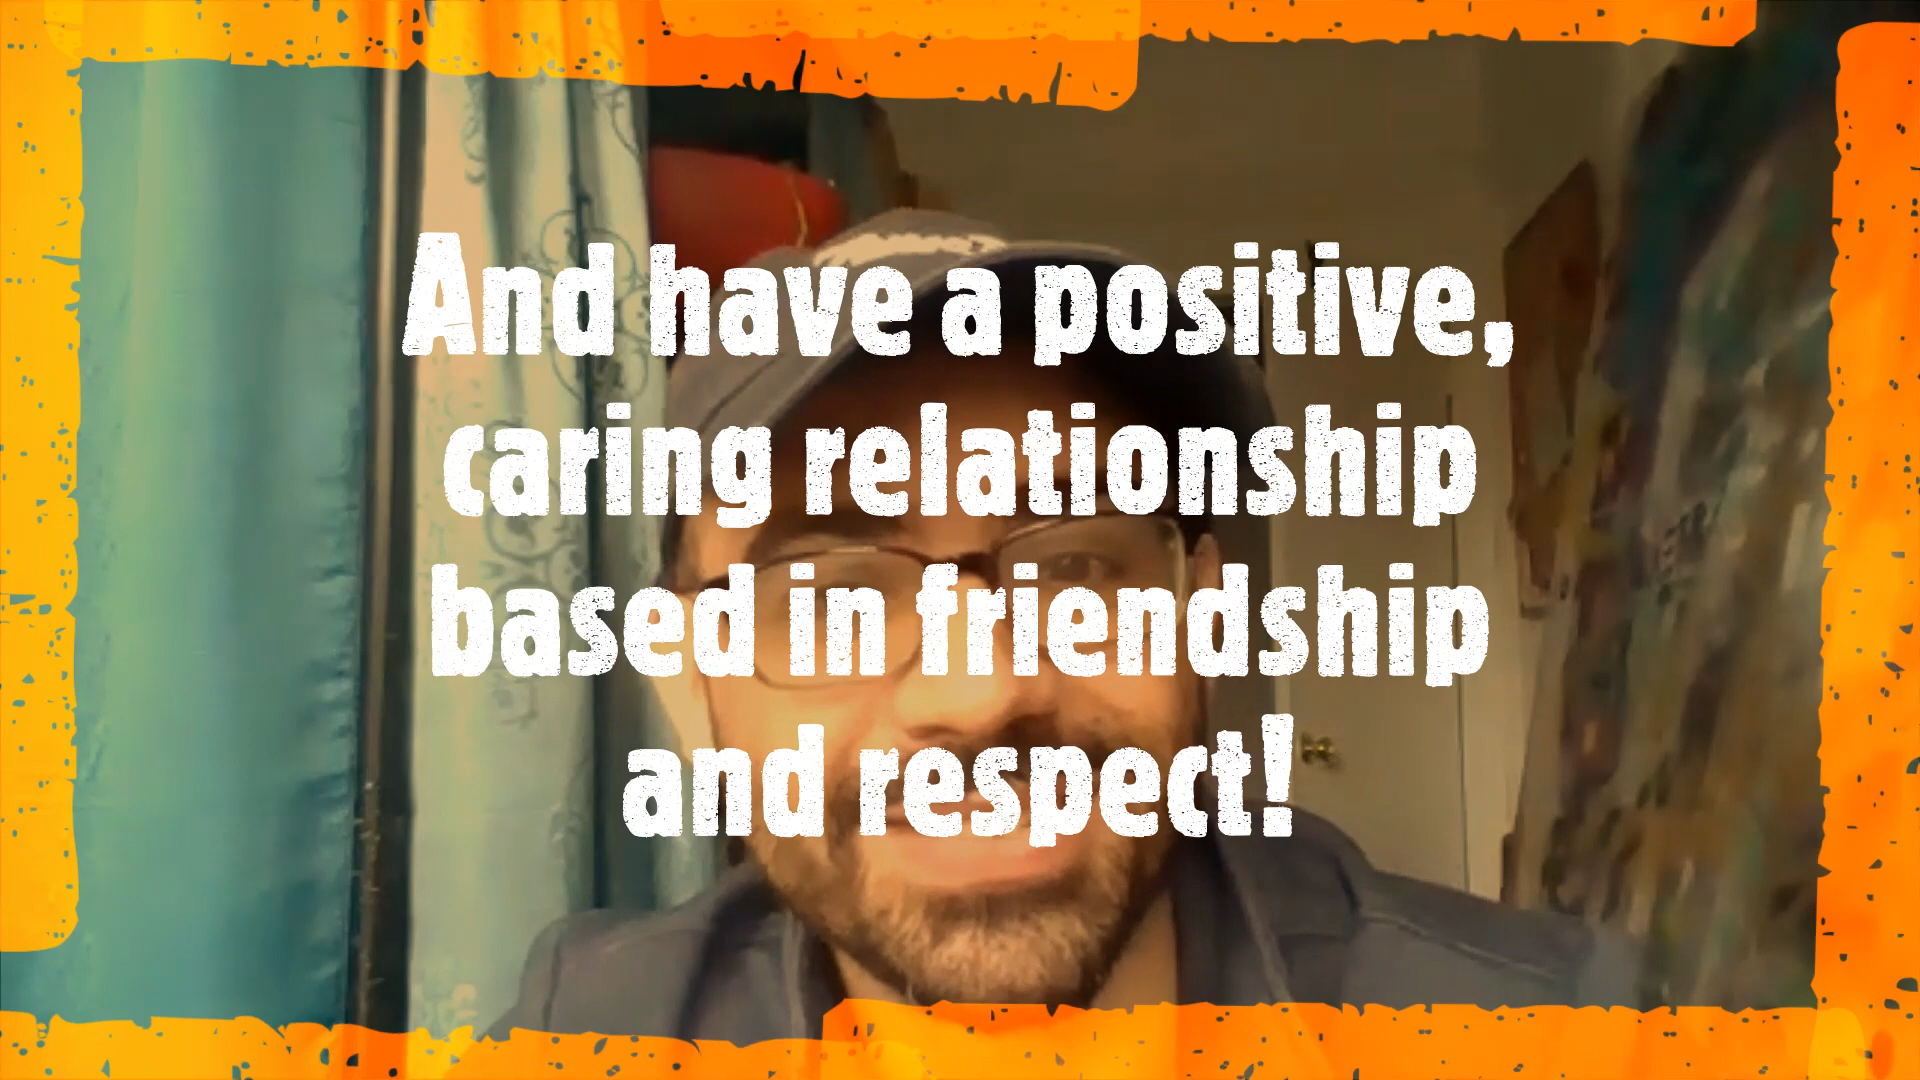 And have a positive,
caring relationship
based in friendship
and respect!